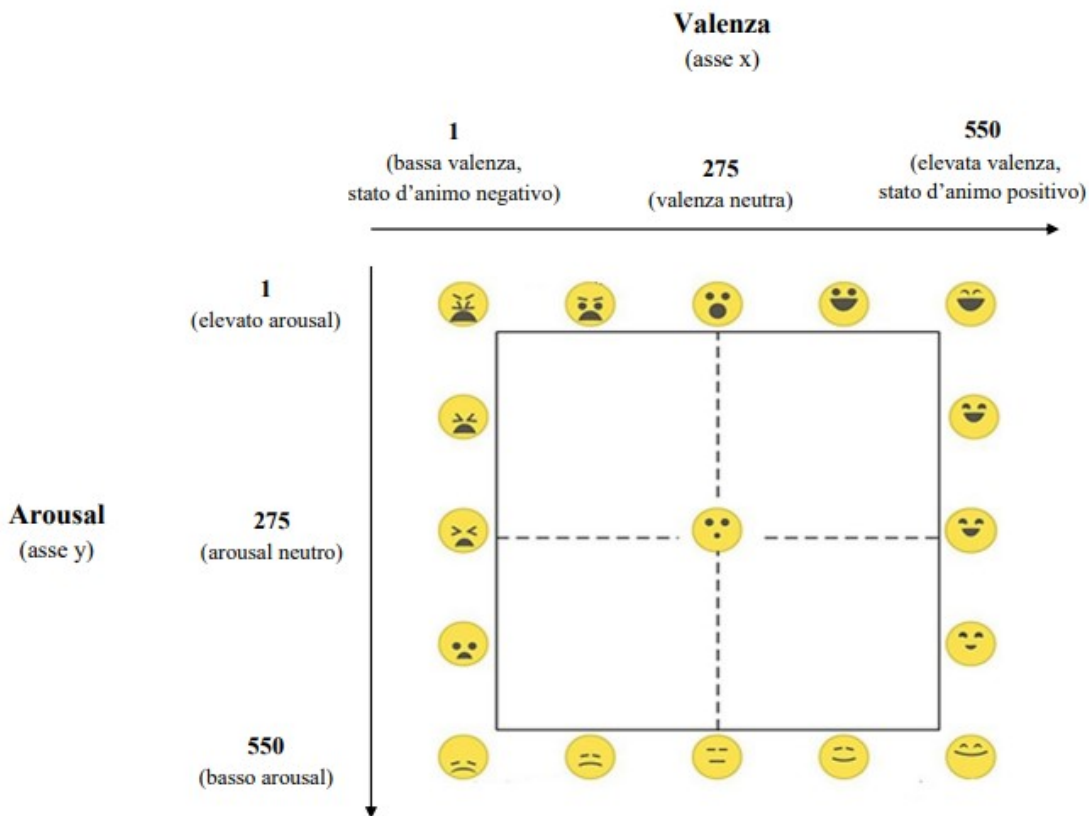 Valenza
(asse x)
1
(bassa valenza,
stato d’animo negativo)
275
(valenza neutra)
550
(elevata valenza,
stato d’animo positivo)
1
(elevato arousal)
Arousal
(asse y)
275
(arousal neutro)
550
(basso arousal)